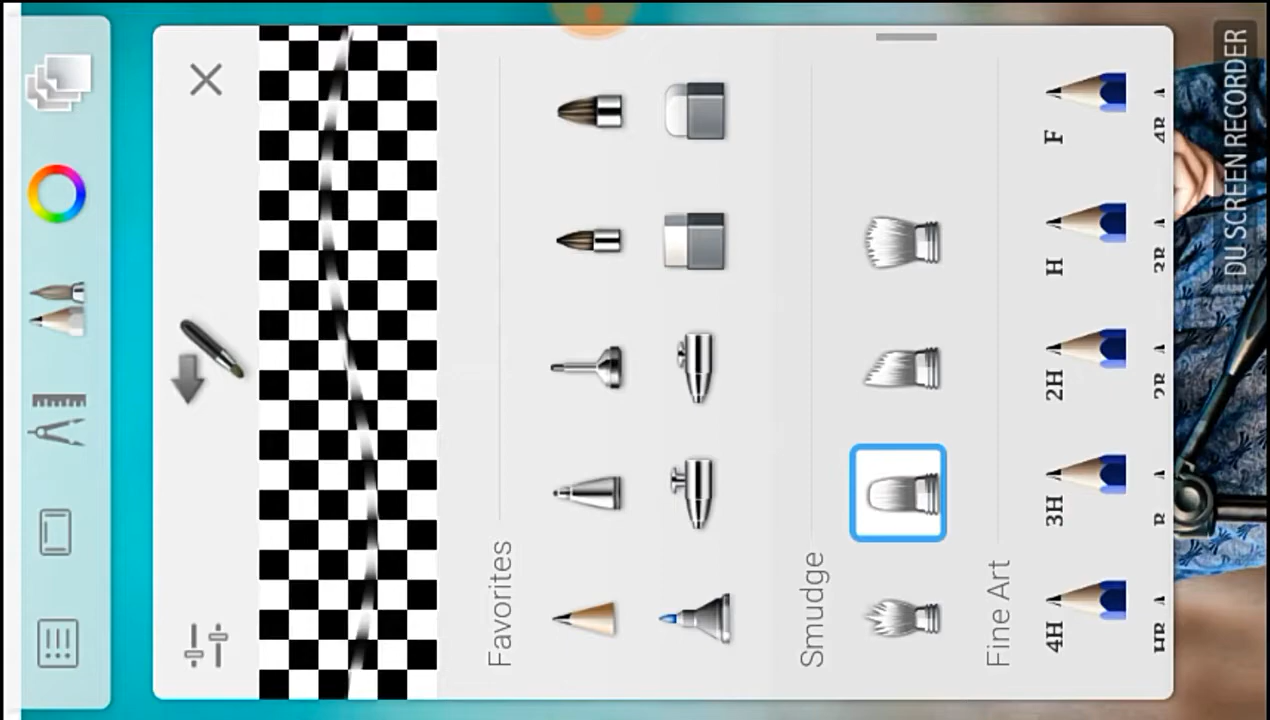 Favorites
Smudge
Fine Art
4H 3H 2H H F
DU SCREEN RECORDER